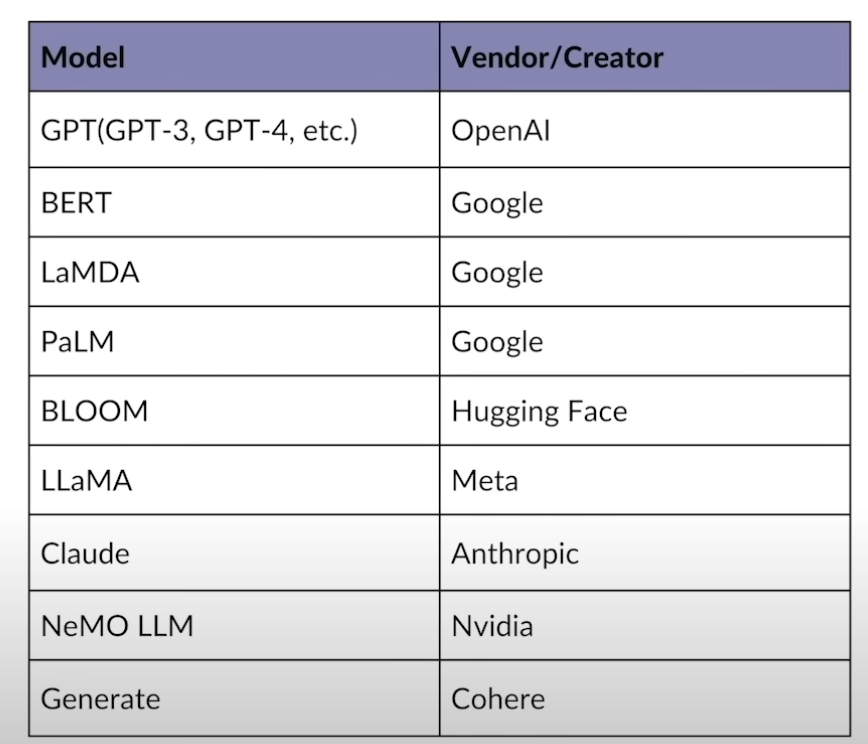 Model Vendor/Creator
GPT(GPT-3, GPT-4, etc.) OpenAI
BERT Google
LaMDA Google
PaLM Google
BLOOM Hugging Face
LLaMA Meta
Claude Anthropic
NeMO LLM Nvidia
Generate Cohere